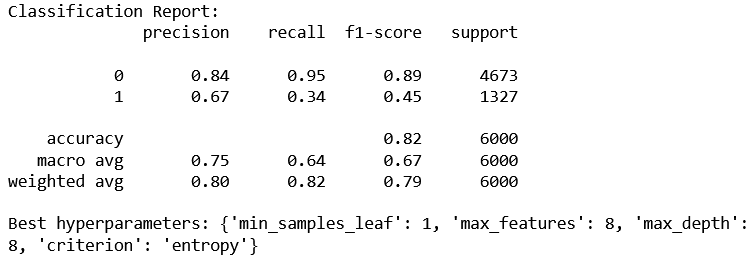 Classification Report:
precision recall f1-score support
0 0.84 0.95 0.89 4673
1 0.67 0.34 0.45 1327
accuracy 0.82 6000
macro avg 0.75 0.64 0.67 6000
weighted avg 0.80 0.82 0.79 6000
Best hyperparameters: {'min_samples_leaf': 1, 'max_features': 8, 'max_depth':
8, 'criterion': 'entropy'}